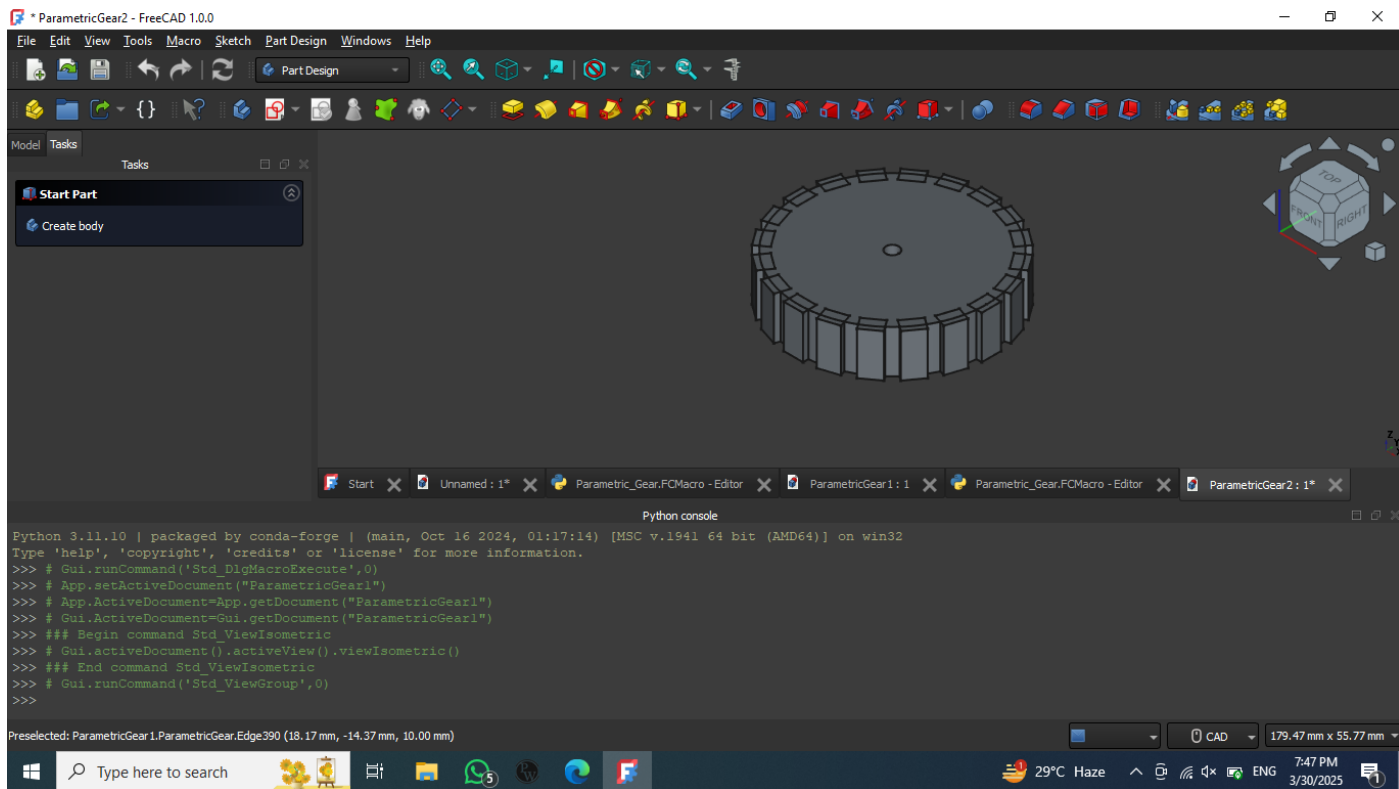 * ParametricGear2 - FreeCAD 1.0.0
File Edit View Tools Macro Sketch Part Design Windows Help
Part Design
Model Tasks
Tasks
Start Part
Create body
TOP
FRONT
RIGHT
Z
Start
Unnamed : 1*
Parametric_Gear.FCMacro - Editor
ParametricGear1 : 1
Parametric_Gear.FCMacro - Editor
ParametricGear2 : 1*
Python console
Python 3.11.10 | packaged by conda-forge | (main, Oct 16 2024, 01:17:14) [MSC v.1941 64 bit (AMD64)] on win32
Type 'help', 'copyright', 'credits' or 'license' for more information.
>>> # Gui.runCommand('Std_DlgMacroExecute',0)
>>> # App.setActiveDocument("ParametricGear1")
>>> # App.ActiveDocument=App.getDocument("ParametricGear1")
>>> # Gui.ActiveDocument=Gui.getDocument("ParametricGear1")
>>> ### Begin command Std_ViewIsometric
>>> # Gui.activeDocument().activeView().viewIsometric()
>>> ### End command Std_ViewIsometric
>>> # Gui.runCommand('Std_ViewGroup',0)
>>>
Preselected: ParametricGear1.ParametricGear.Edge390 (18.17 mm, -14.37 mm, 10.00 mm)
CAD
179.47 mm x 55.77 mm
Type here to search
5
1
29°C Haze
ENG
7:47 PM
3/30/2025
1